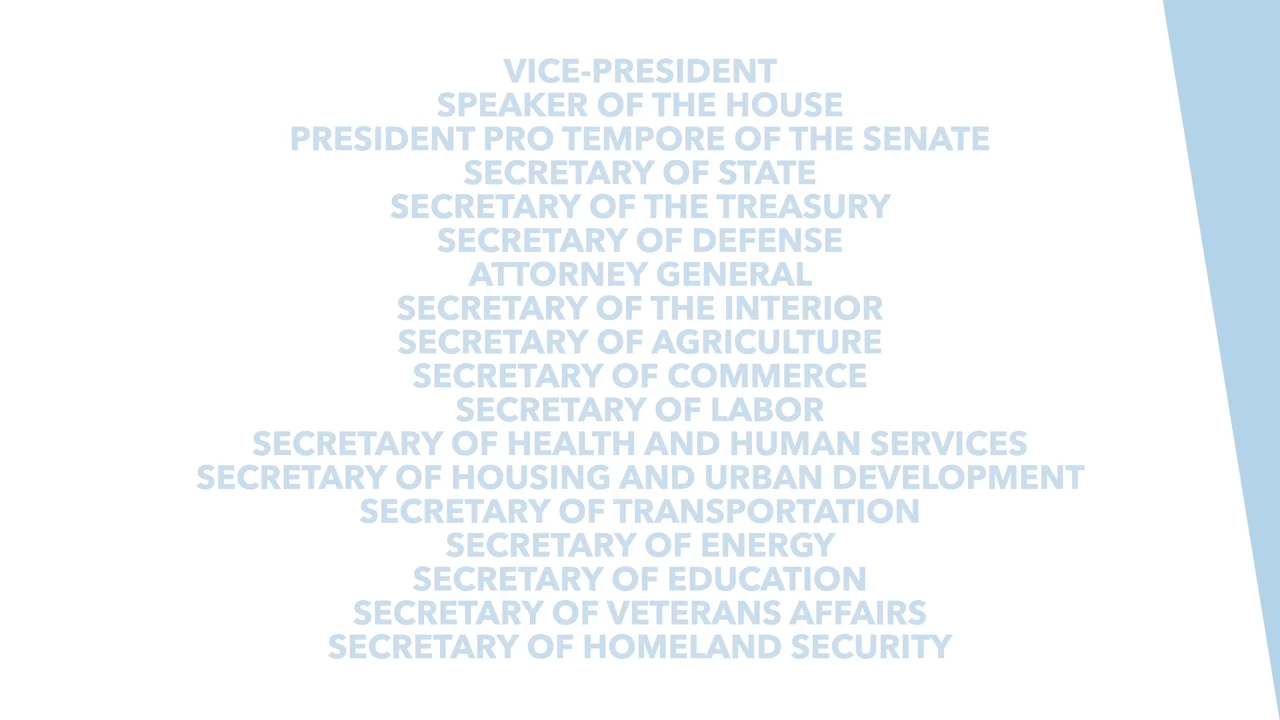 VICE-PRESIDENT
SPEAKER OF THE HOUSE
PRESIDENT PRO TEMPORE OF THE SENATE
SECRETARY OF STATE
SECRETARY OF THE TREASURY
SECRETARY OF DEFENSE
ATTORNEY GENERAL
SECRETARY OF THE INTERIOR
SECRETARY OF AGRICULTURE
SECRETARY OF COMMERCE
SECRETARY OF LABOR
SECRETARY OF HEALTH AND HUMAN SERVICES
SECRETARY OF HOUSING AND URBAN DEVELOPMENT
SECRETARY OF TRANSPORTATION
SECRETARY OF ENERGY
SECRETARY OF EDUCATION
SECRETARY OF VETERANS AFFAIRS
SECRETARY OF HOMELAND SECURITY